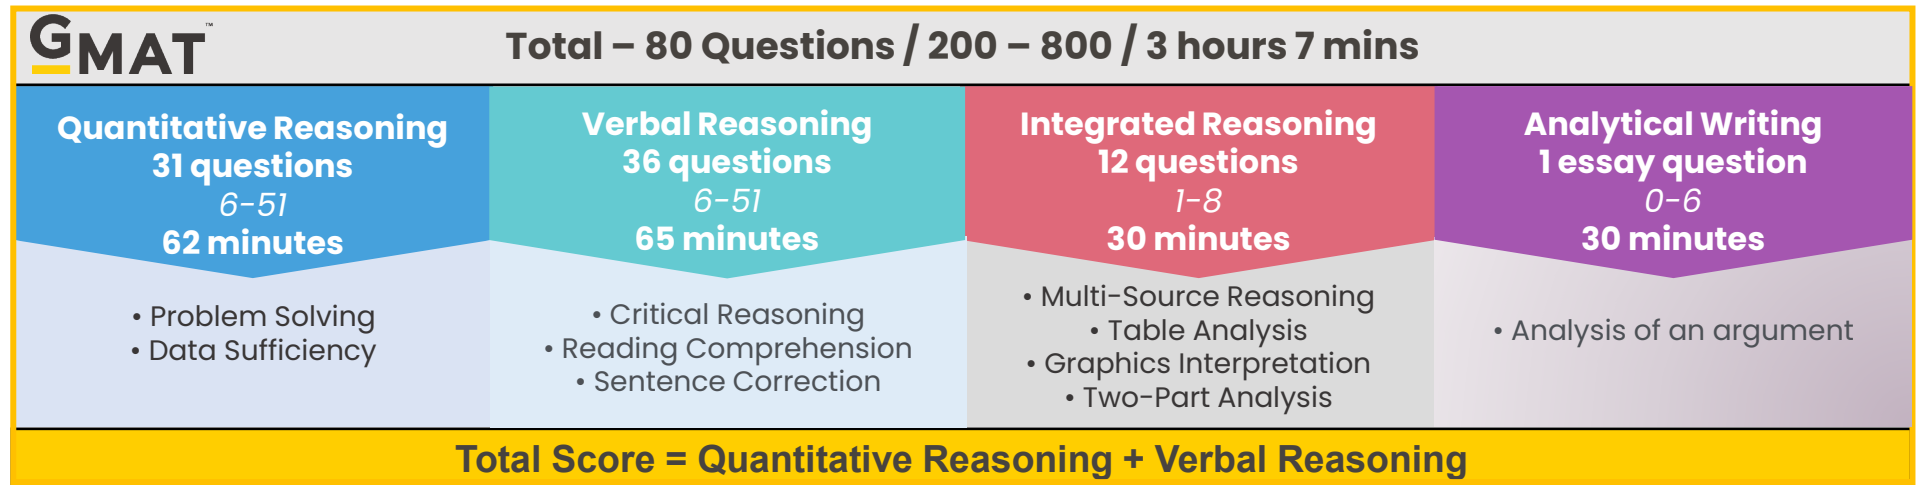 GMAT™
Total – 80 Questions / 200 – 800 / 3 hours 7 mins
Quantitative Reasoning
31 questions
6-51
62 minutes
• Problem Solving
• Data Sufficiency
Verbal Reasoning
36 questions
6-51
65 minutes
• Critical Reasoning
• Reading Comprehension
• Sentence Correction
Integrated Reasoning
12 questions
1-8
30 minutes
• Multi-Source Reasoning
• Table Analysis
• Graphics Interpretation
• Two-Part Analysis
Analytical Writing
1 essay question
0-6
30 minutes
• Analysis of an argument
Total Score = Quantitative Reasoning + Verbal Reasoning